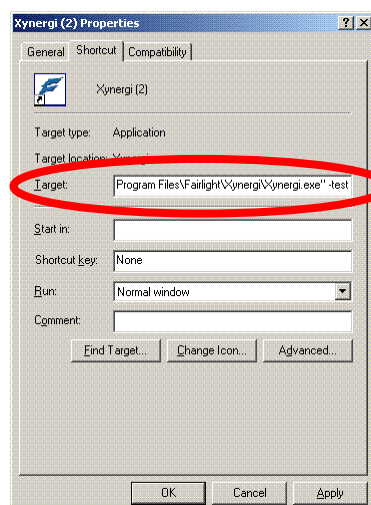 Xynergi (2) Properties
General Shortcut Compatibility
Xynergi (2)
Target type: Application
Target location: Xynergi
Target: Program Files\Fairlight\Xynergi\Xynergi.exe" -test
Start in:
Shortcut key: None
Run: Normal window
Comment:
Find Target... Change Icon... Advanced...
OK Cancel Apply